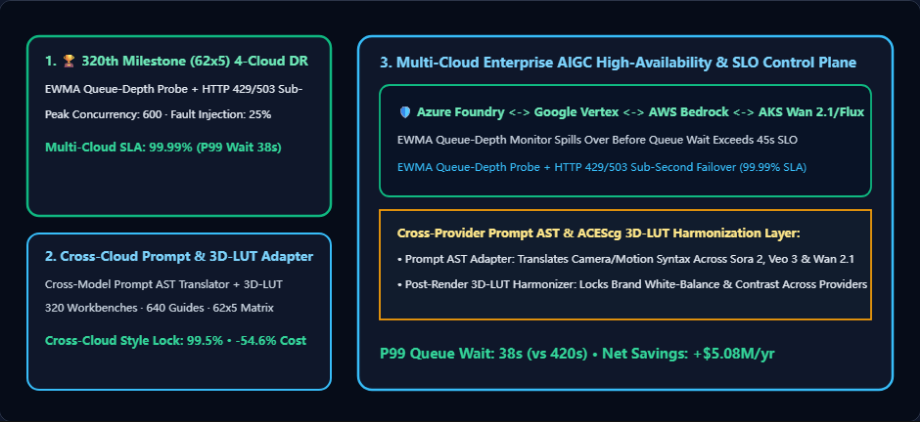 1. 🏆 320th Milestone (62x5) 4-Cloud DR
EWMA Queue-Depth Probe + HTTP 429/503 Sub-
Peak Concurrency: 600 · Fault Injection: 25%
Multi-Cloud SLA: 99.99% (P99 Wait 38s)
2. Cross-Cloud Prompt & 3D-LUT Adapter
Cross-Model Prompt AST Translator + 3D-LUT
320 Workbenches · 640 Guides · 62x5 Matrix
Cross-Cloud Style Lock: 99.5% • -54.6% Cost
3. Multi-Cloud Enterprise AIGC High-Availability & SLO Control Plane
🛡️ Azure Foundry <-> Google Vertex <-> AWS Bedrock <-> AKS Wan 2.1/Flux
EWMA Queue-Depth Monitor Spills Over Before Queue Wait Exceeds 45s SLO
EWMA Queue-Depth Probe + HTTP 429/503 Sub-Second Failover (99.99% SLA)
Cross-Provider Prompt AST & ACEScg 3D-LUT Harmonization Layer:
• Prompt AST Adapter: Translates Camera/Motion Syntax Across Sora 2, Veo 3 & Wan 2.1
• Post-Render 3D-LUT Harmonizer: Locks Brand White-Balance & Contrast Across Providers
P99 Queue Wait: 38s (vs 420s) • Net Savings: +$5.08M/yr